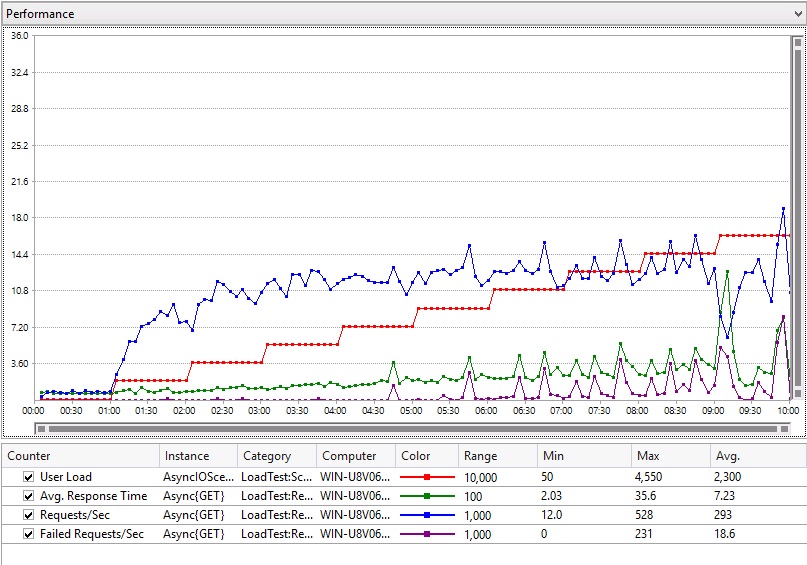 Performance
36.0
32.4
28.8
25.2
21.6
18.0
14.4
10.8
7.20
3.60
00:00 00:30 01:00 01:30 02:00 02:30 03:00 03:30 04:00 04:30 05:00 05:30 06:00 06:30 07:00 07:30 08:00 08:30 09:00 09:30 10:00
Counter Instance Category Computer Color Range Min Max Avg.
User Load AsyncIOSce... LoadTest:Sc... WIN-U8V06... 10,000 50 4,550 2,300
Avg. Response Time Async{GET} LoadTest:Re... WIN-U8V06... 100 2.03 35.6 7.23
Requests/Sec Async{GET} LoadTest:Re... WIN-U8V06... 1,000 12.0 528 293
Failed Requests/Sec Async{GET} LoadTest:Re... WIN-U8V06... 1,000 0 231 18.6